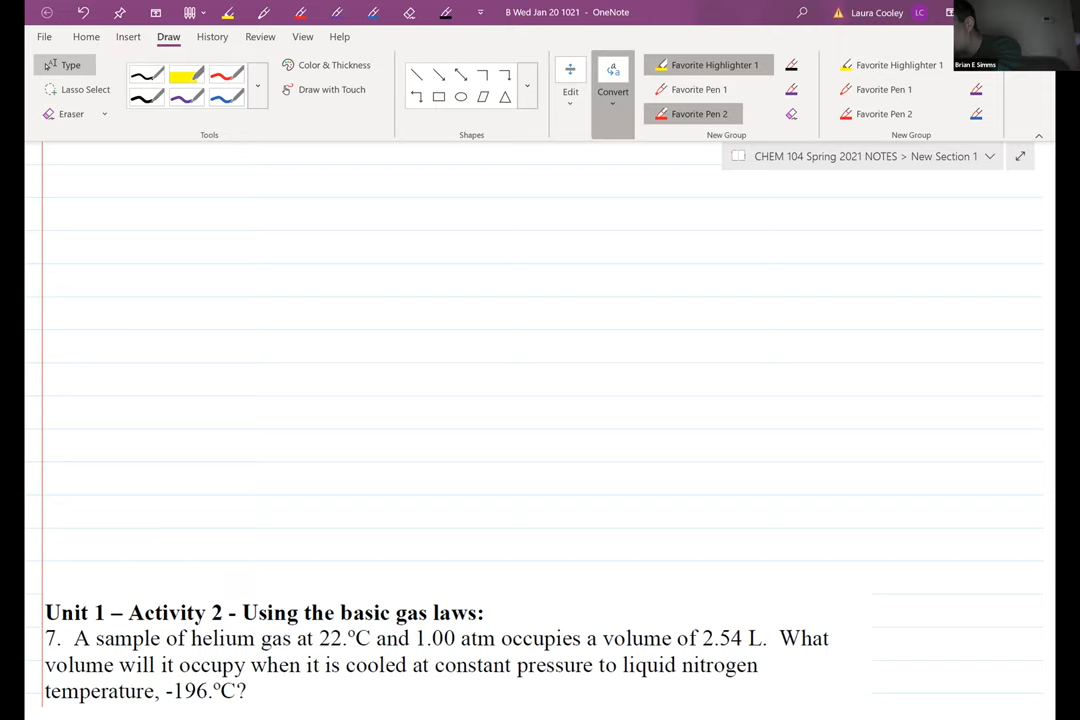 B Wed Jan 20 1021 - OneNote
Laura Cooley LC
File Home Insert Draw History Review View Help
Brian E Simms
Type
Lasso Select
Eraser
Tools
Color & Thickness
Draw with Touch
Shapes
Edit
Convert
Favorite Highlighter 1
Favorite Pen 1
Favorite Pen 2
New Group
Favorite Highlighter 1
Favorite Pen 1
Favorite Pen 2
New Group
CHEM 104 Spring 2021 NOTES > New Section 1
Unit 1 – Activity 2 - Using the basic gas laws:
7. A sample of helium gas at 22.ºC and 1.00 atm occupies a volume of 2.54 L. What
volume will it occupy when it is cooled at constant pressure to liquid nitrogen
temperature, -196.ºC?